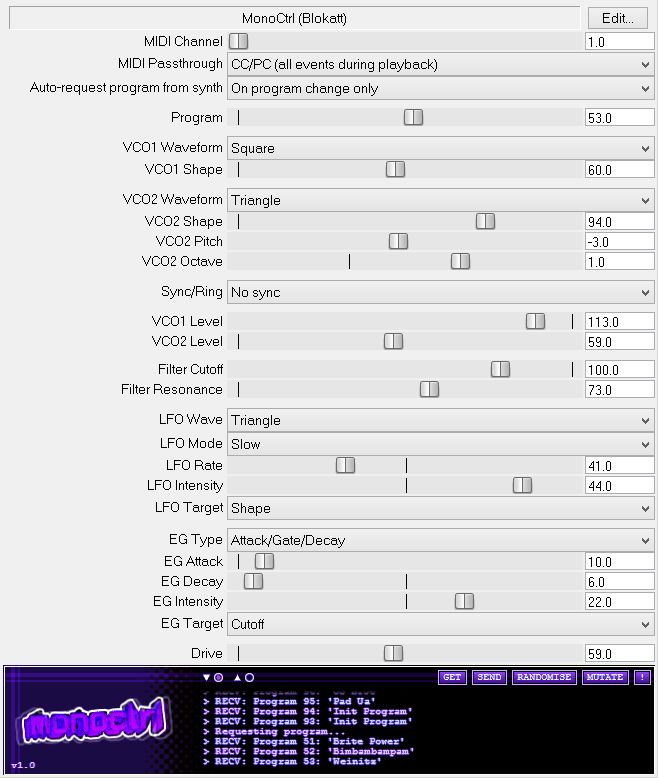 MonoCtrl (Blokatt) Edit...
MIDI Channel 1.0
MIDI Passthrough CC/PC (all events during playback)
Auto-request program from synth On program change only
Program 53.0
VCO1 Waveform Square
VCO1 Shape 60.0
VCO2 Waveform Triangle
VCO2 Shape 94.0
VCO2 Pitch -3.0
VCO2 Octave 1.0
Sync/Ring No sync
VCO1 Level 113.0
VCO2 Level 59.0
Filter Cutoff 100.0
Filter Resonance 73.0
LFO Wave Triangle
LFO Mode Slow
LFO Rate 41.0
LFO Intensity 44.0
LFO Target Shape
EG Type Attack/Gate/Decay
EG Attack 10.0
EG Decay 6.0
EG Intensity 22.0
EG Target Cutoff
Drive 59.0
GET SEND RANDOMISE MUTATE !
> RECV: Program
> RECV: Program 95: 'Pad Ua'
> RECV: Program 94: 'Init Program'
> RECV: Program 93: 'Init Program'
> Requesting program...
> RECV: Program 51: 'Brite Power'
> RECV: Program 52: 'Bimbambampam'
> RECV: Program 53: 'Weinitz'
monoctrl
v1.0